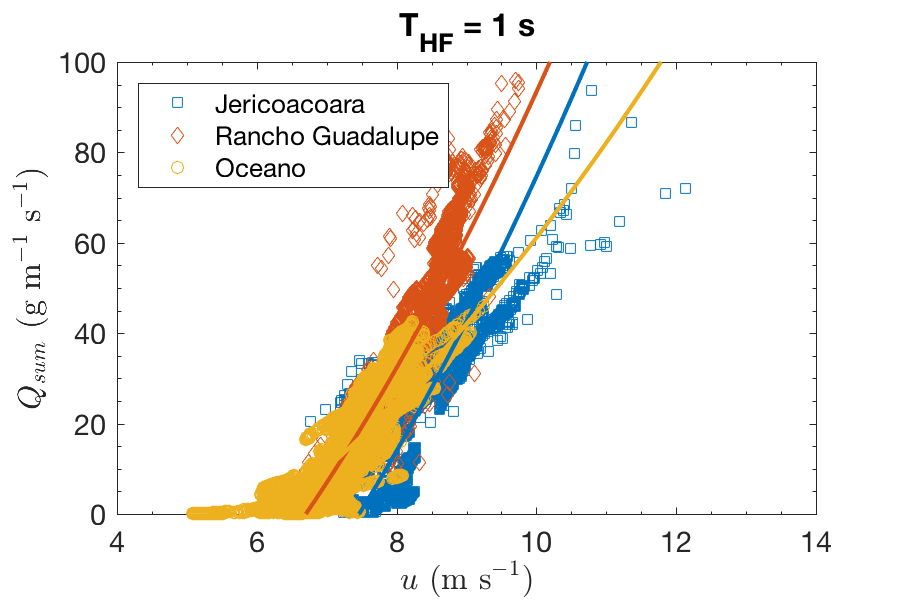 T_HF = 1 s
100
80
60
40
20
0
Jericoacoara
Rancho Guadalupe
Oceano
Q_sum (g m⁻¹ s⁻¹)
4 6 8 10 12 14
u (m s⁻¹)